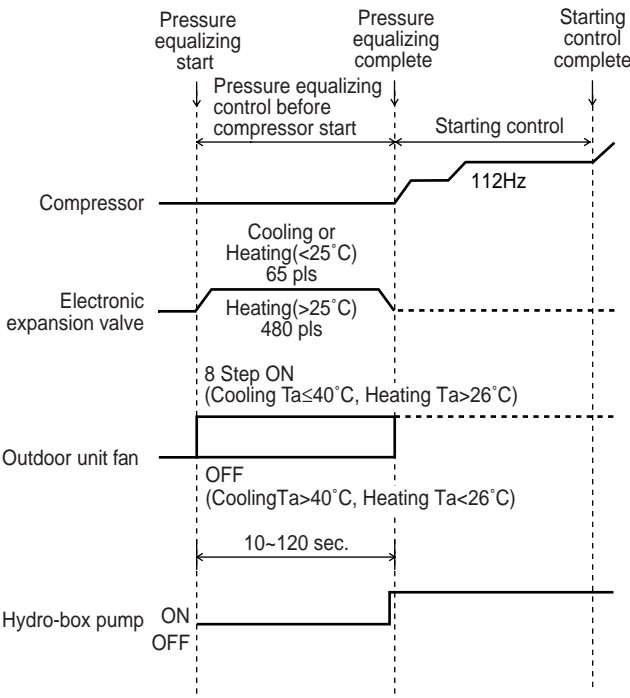 Pressure
equalizing
start
Pressure
equalizing
complete
Starting
control
complete
Pressure equalizing
control before
compressor start
Starting control
Compressor
112Hz
Cooling or
Heating(<25˚C)
65 pls
Electronic
expansion valve
Heating(>25˚C)
480 pls
8 Step ON
(Cooling Ta≤40˚C, Heating Ta>26˚C)
Outdoor unit fan
OFF
(CoolingTa>40˚C, Heating Ta<26˚C)
10~120 sec.
Hydro-box pump
ON
OFF